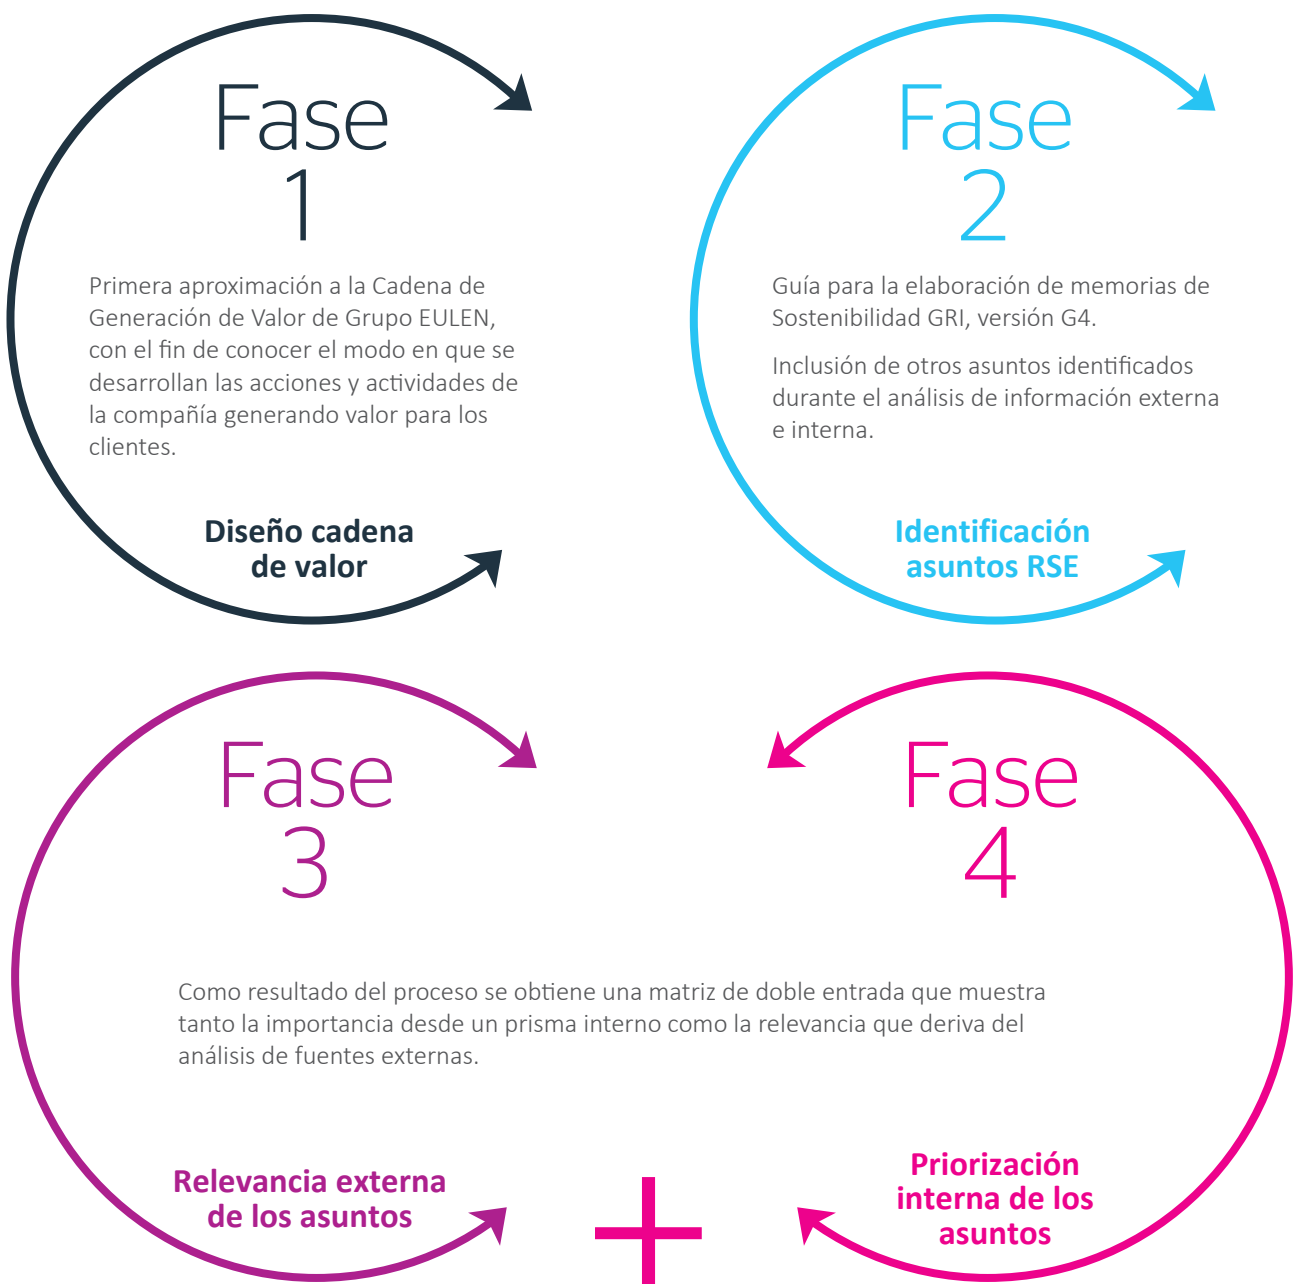 Fase
1
Primera aproximación a la Cadena de
Generación de Valor de Grupo EULEN,
con el fin de conocer el modo en que se
desarrollan las acciones y actividades de
la compañía generando valor para los
clientes.
Diseño cadena
de valor
Fase
2
Guía para la elaboración de memorias de
Sostenibilidad GRI, versión G4.
Inclusión de otros asuntos identificados
durante el análisis de información externa
e interna.
Identificación
asuntos RSE
Fase
3
Fase
4
Como resultado del proceso se obtiene una matriz de doble entrada que muestra
tanto la importancia desde un prisma interno como la relevancia que deriva del
análisis de fuentes externas.
Relevancia externa
de los asuntos
+
Priorización
interna de los
asuntos